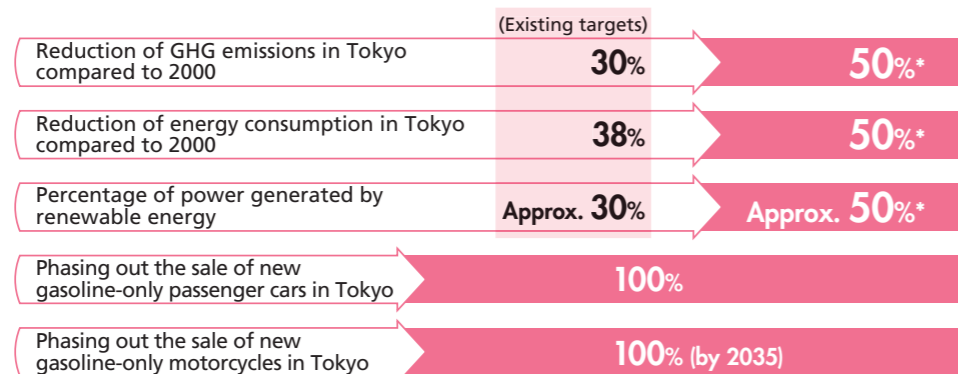 (Existing targets)
Reduction of GHG emissions in Tokyo
compared to 2000
30%
50%*
Reduction of energy consumption in Tokyo
compared to 2000
38%
50%*
Percentage of power generated by
renewable energy
Approx. 30%
Approx. 50%*
Phasing out the sale of new
gasoline-only passenger cars in Tokyo
100%
Phasing out the sale of new
gasoline-only motorcycles in Tokyo
100% (by 2035)